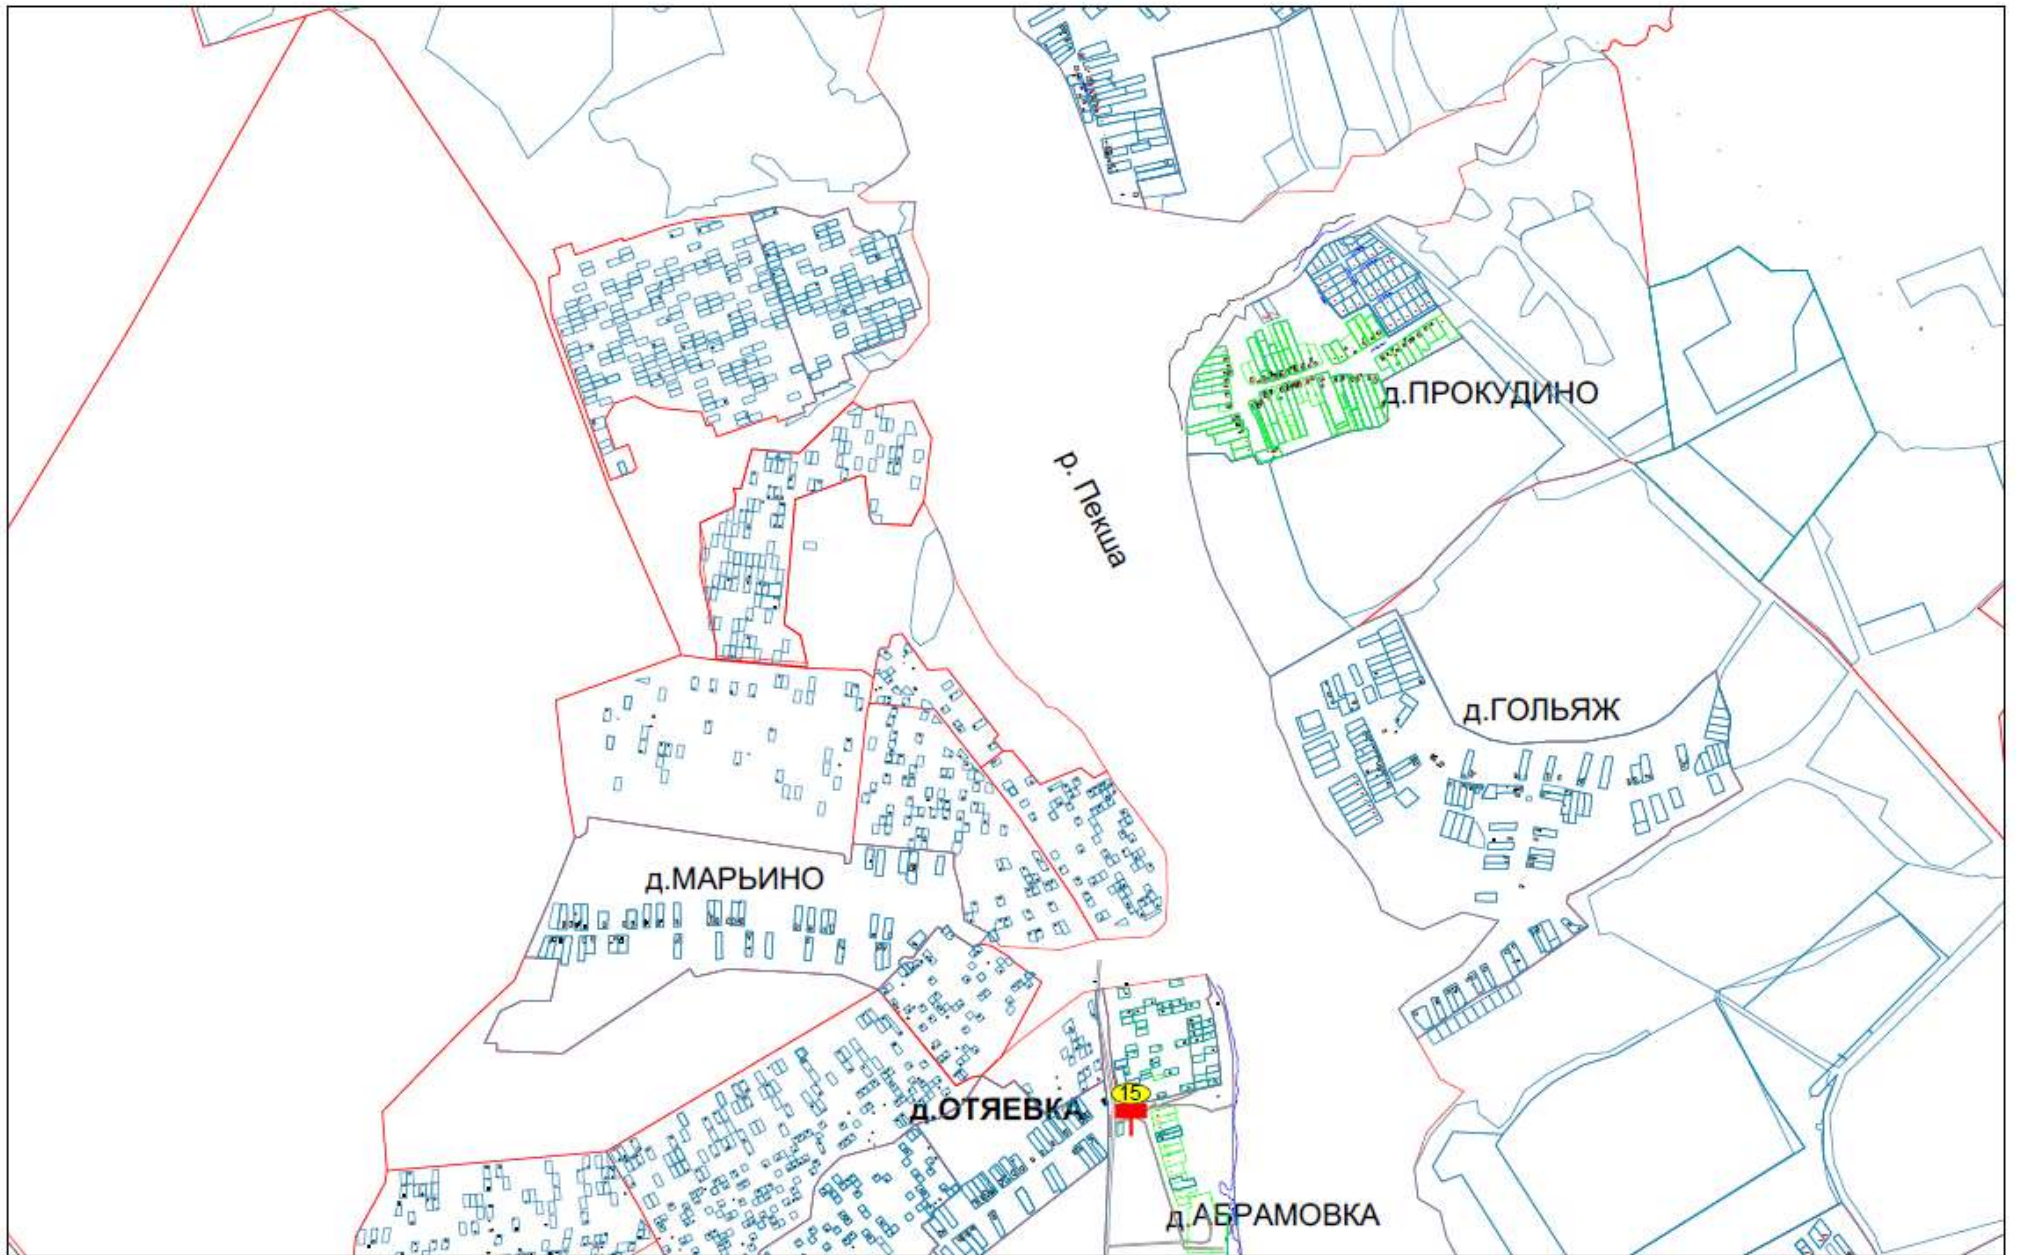 д.ПРОКУДИНО
р. Пекша
д.ГОЛЬЯЖ
д.МАРЬИНО
15
д.ОТЯЕВКА
д.АБРАМОВКА